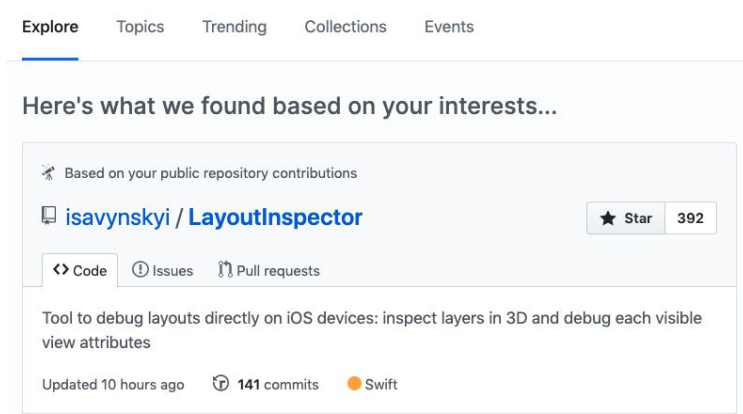 Explore Topics Trending Collections Events
Here's what we found based on your interests...
Based on your public repository contributions
isavynskyi / LayoutInspector
Star 392
Code Issues Pull requests
Tool to debug layouts directly on iOS devices: inspect layers in 3D and debug each visible
view attributes
Updated 10 hours ago 141 commits Swift